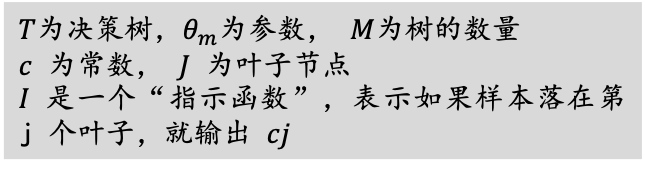 T为决策树，θm为参数， M为树的数量
c 为常数， J 为叶子节点
I 是一个“指示函数”，表示如果样本落在第
j 个叶子，就输出 cj